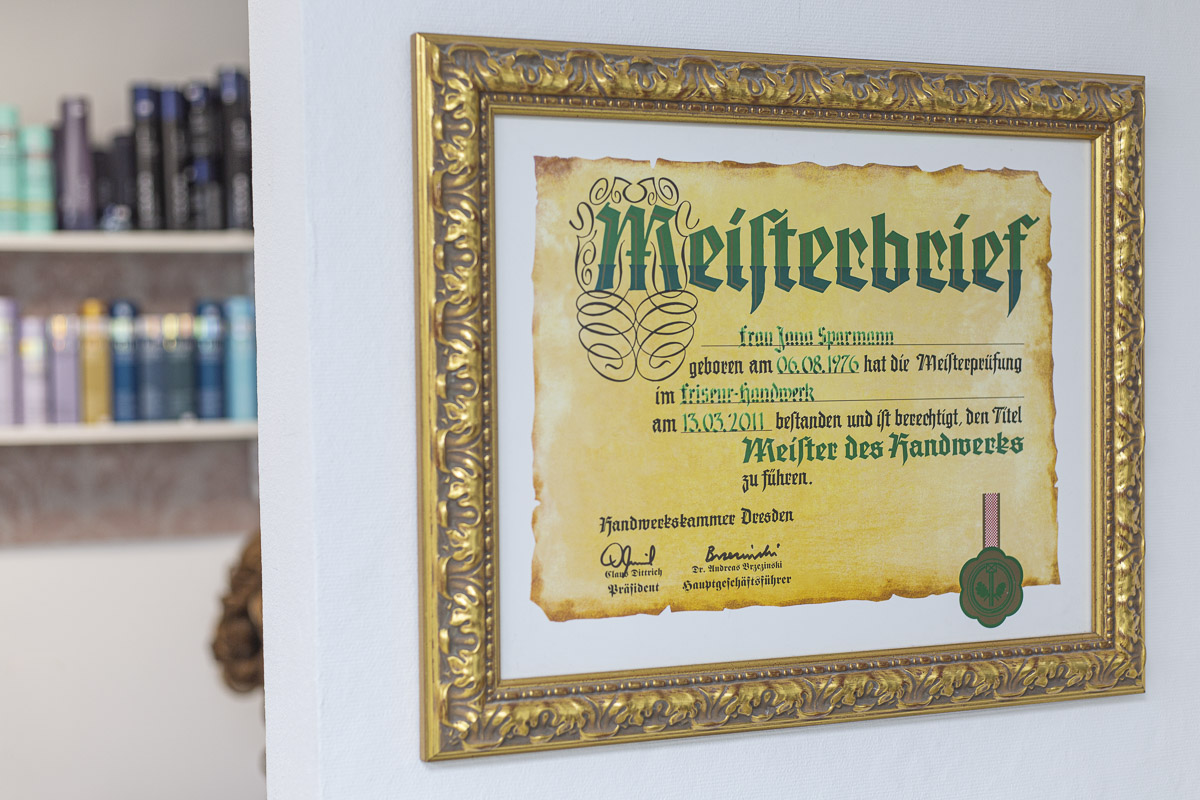 Meisterbrief
Frau Jana Sparmann
geboren am 06.08.1976 hat die Meisterprüfung
im Friseur-Handwerk
am 13.03.2011 bestanden und ist berechtigt, den Titel
Meister des Handwerks
zu führen.
Handwerkskammer Dresden
Claus Dittrich
Präsident
Dr. Andreas Brzezinski
Hauptgeschäftsführer